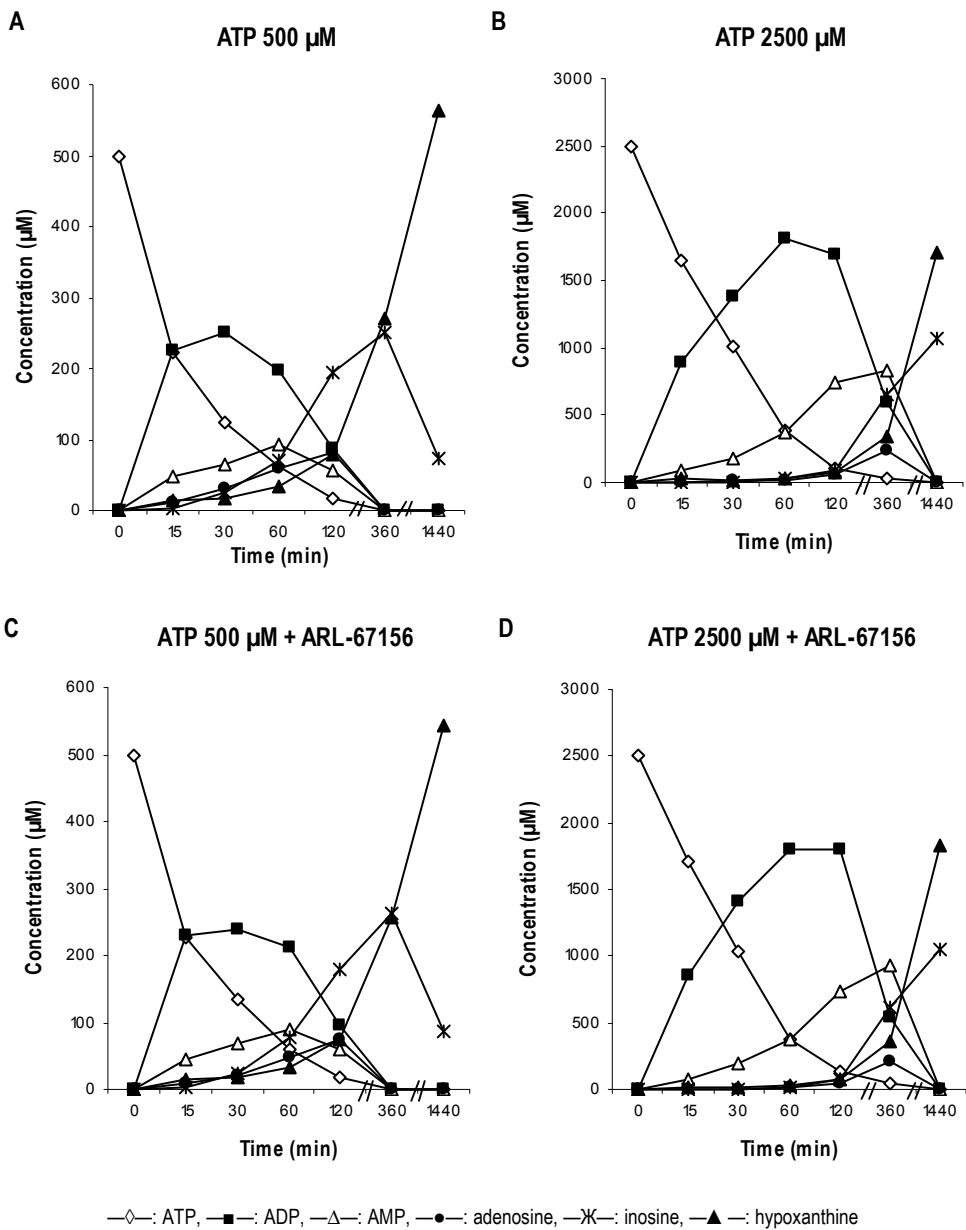 A
ATP 500 µM
B
ATP 2500 µM
Concentration (µM)
600
500
400
300
200
100
0
0 15 30 60 120 360 1440
Time (min)
Concentration (µM)
3000
2500
2000
1500
1000
500
0
0 15 30 60 120 360 1440
Time (min)
C
ATP 500 µM + ARL-67156
D
ATP 2500 µM + ARL-67156
Concentration (µM)
600
500
400
300
200
100
0
0 15 30 60 120 360 1440
Time (min)
Concentration (µM)
3000
2500
2000
1500
1000
500
0
0 15 30 60 120 360 1440
Time (min)
: ATP, : ADP, : AMP, : adenosine, : inosine, : hypoxanthine